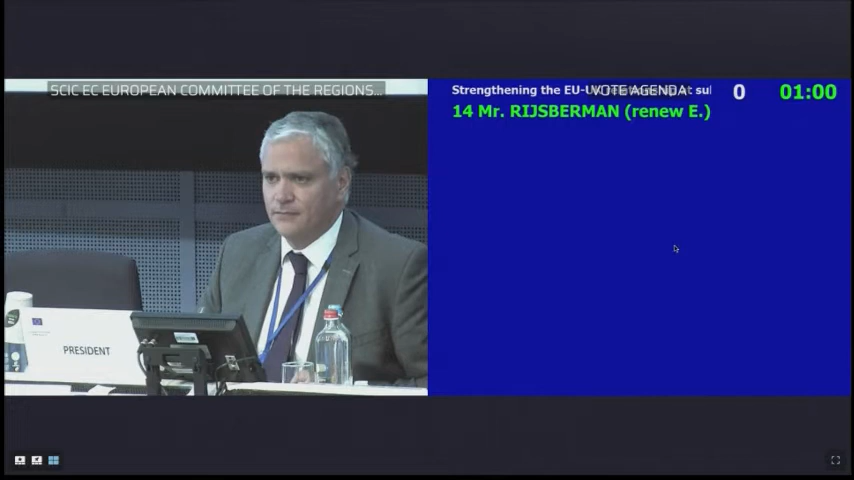 SCIC EC EUROPEAN COMMITTEE OF THE REGIONS...
Strengthening the EU-U
VOTE AGENDA
0
01:00
14 Mr. RIJSBERMAN (renew E.)
PRESIDENT